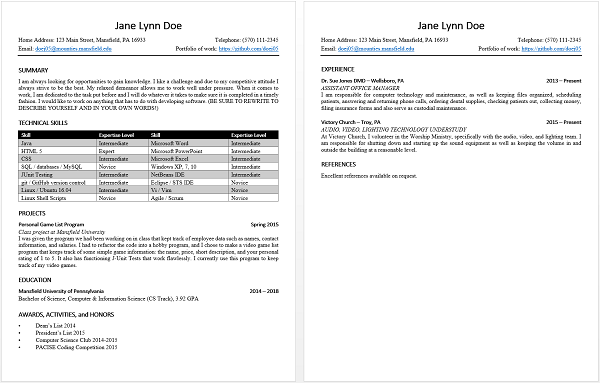 Jane Lynn Doe
Home Address: 123 Main Street, Mansfield, PA 16933 Telephone: (570) 111-2345
Email: doej05@mounties.mansfield.edu Portfolio of work: https://github.com/doej05
SUMMARY
I am always looking for opportunities to gain knowledge. I like a challenge and due to my competitive attitude I
always strive to be the best. My relaxed demeanor allows me to work well under pressure. When it comes to
work, I am dedicated to the task put before and I will do whatever it takes to make sure it is completed in a timely
fashion. I would like to work on anything that has to do with developing software. (BE SURE TO REWRITE TO
DESCRIBE YOURSELF AND IN YOUR OWN WORDS!)
TECHNICAL SKILLS
Skill Expertise Level Skill Expertise Level
Java Intermediate Microsoft Word Intermediate
HTML 5 Expert Microsoft PowerPoint Intermediate
CSS Intermediate Microsoft Excel Intermediate
SQL / databases / MySQL Novice Windows XP, 7, 10 Intermediate
JUnit Testing Intermediate NetBeans IDE Intermediate
git / GitHub version control Intermediate Eclipse / STS IDE Novice
Linux / Ubuntu 16.04 Intermediate Vi / Vim Novice
Linux Shell Scripts Novice Agile / Scrum Novice
PROJECTS
Personal Game List Program Spring 2015
Class project at Mansfield University
I was given the program we had been working on in class that kept track of employee data such as names, contact
information, and salaries. I had to refactor the code into a hobby program, and I chose to make a video game list
program that keeps track of some simple game information: the name, price, short description, and your personal
rating of 1 to 5. It also has functioning J-Unit Tests that work flawlessly. I currently use this program to keep
track of my video games.
EDUCATION
Mansfield University of Pennsylvania 2014 – 2018
Bachelor of Science, Computer & Information Science (CS Track), 3.92 GPA
AWARDS, ACTIVITIES, and HONORS
• Dean's List 2014
• President's List 2015
• Computer Science Club 2014-2015
• PACISE Coding Competition 2015
Jane Lynn Doe
Home Address: 123 Main Street, Mansfield, PA 16933 Telephone: (570) 111-2345
Email: doej05@mounties.mansfield.edu Portfolio of work: https://github.com/doej05
EXPERIENCE
Dr. Sue Jones DMD – Wellsboro, PA 2013 – Present
ASSISTANT OFFICE MANAGER
I am responsible for computer technology and maintenance, as well as keeping files organized, scheduling
patients, answering and returning phone calls, ordering dental supplies, checking patients out, collecting money,
filing insurance forms and also serve as custodial maintenance.
Victory Church – Troy, PA 2015 – Present
AUDIO, VIDEO, LIGHTING TECHNOLOGY UNDERSTUDY
At Victory Church, I volunteer in the Worship Ministry, specifically with the audio, video, and lighting team. I
am responsible for shutting down and starting up the sound equipment as well as keeping the volume in and
outside the building at a reasonable level.
REFERENCES
Excellent references available on request.